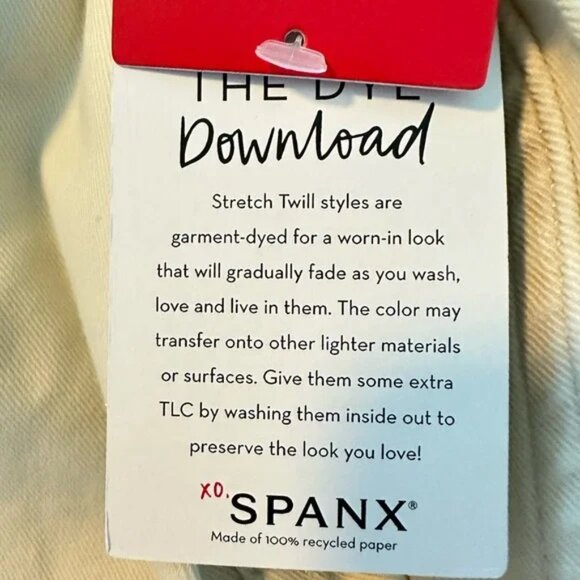 THE DYE
Download
Stretch Twill styles are
garment-dyed for a worn-in look
that will gradually fade as you wash,
love and live in them. The color may
transfer onto other lighter materials
or surfaces. Give them some extra
TLC by washing them inside out to
preserve the look you love!
XO.
SPANX®
Made of 100% recycled paper